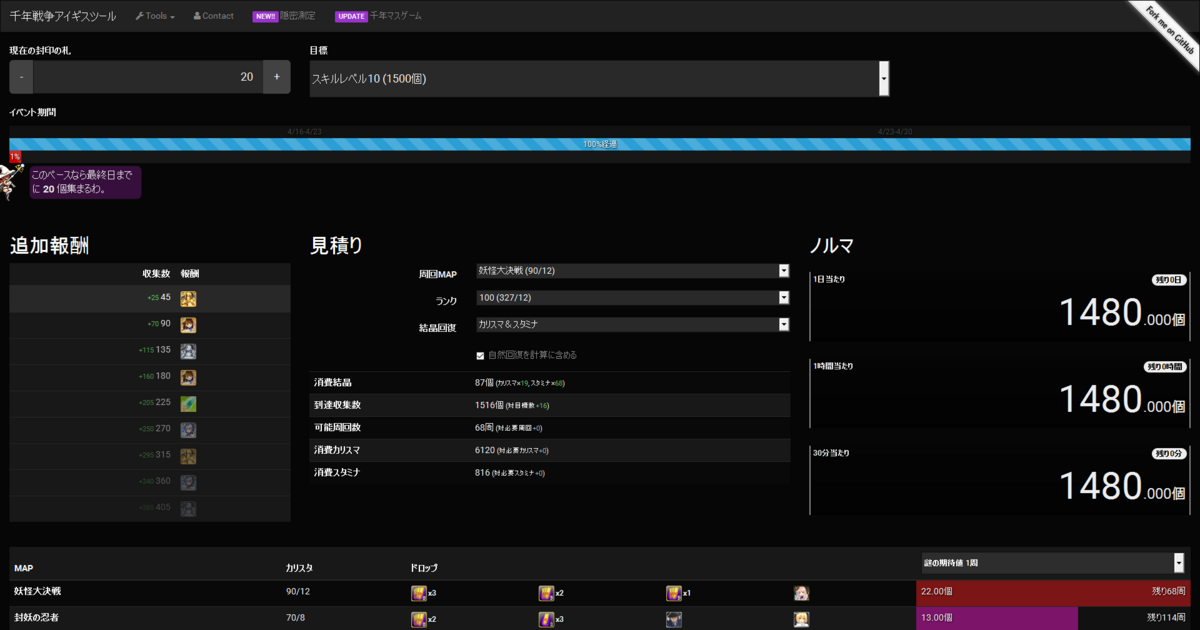 千年戦争アイギスツール Tools Contact NEW!! 隠密測定 UPDATE 千年マスゲーム
Fork me on GitHub
現在の封印の札 目標
- 20 + スキルレベル10 (1500個)
イベント期間
4/16-4/23 4/23-4/30
100%経過
1%
このペースなら最終日まで
に 20 個集まるわ。
追加報酬
収集数 報酬
+25 45
+70 90
+115 135
+160 180
+205 225
+250 270
+295 315
+340 360
+385 405
見積り
周回MAP 妖怪大決戦 (90/12)
ランク 100 (327/12)
結晶回復 カリスマ&スタミナ
自然回復を計算に含める
消費結晶 87個 (カリスマ×19, スタミナ×68)
到達収集数 1516個 (対目標数+16)
可能周回数 68周 (対必要周回+0)
消費カリスマ 6120 (対必要カリスマ+0)
消費スタミナ 816 (対必要スタミナ+0)
ノルマ
1日当たり 残り0日
1480.000個
1時間当たり 残り0時間
1480.000個
30分当たり 残り0分
1480.000個
MAP カリスタ ドロップ 謎の期待値 1周
妖怪大決戦 90/12 x3 x2 x1 22.00個 残り68周
封妖の忍者 70/8 x2 x3 13.00個 残り114周